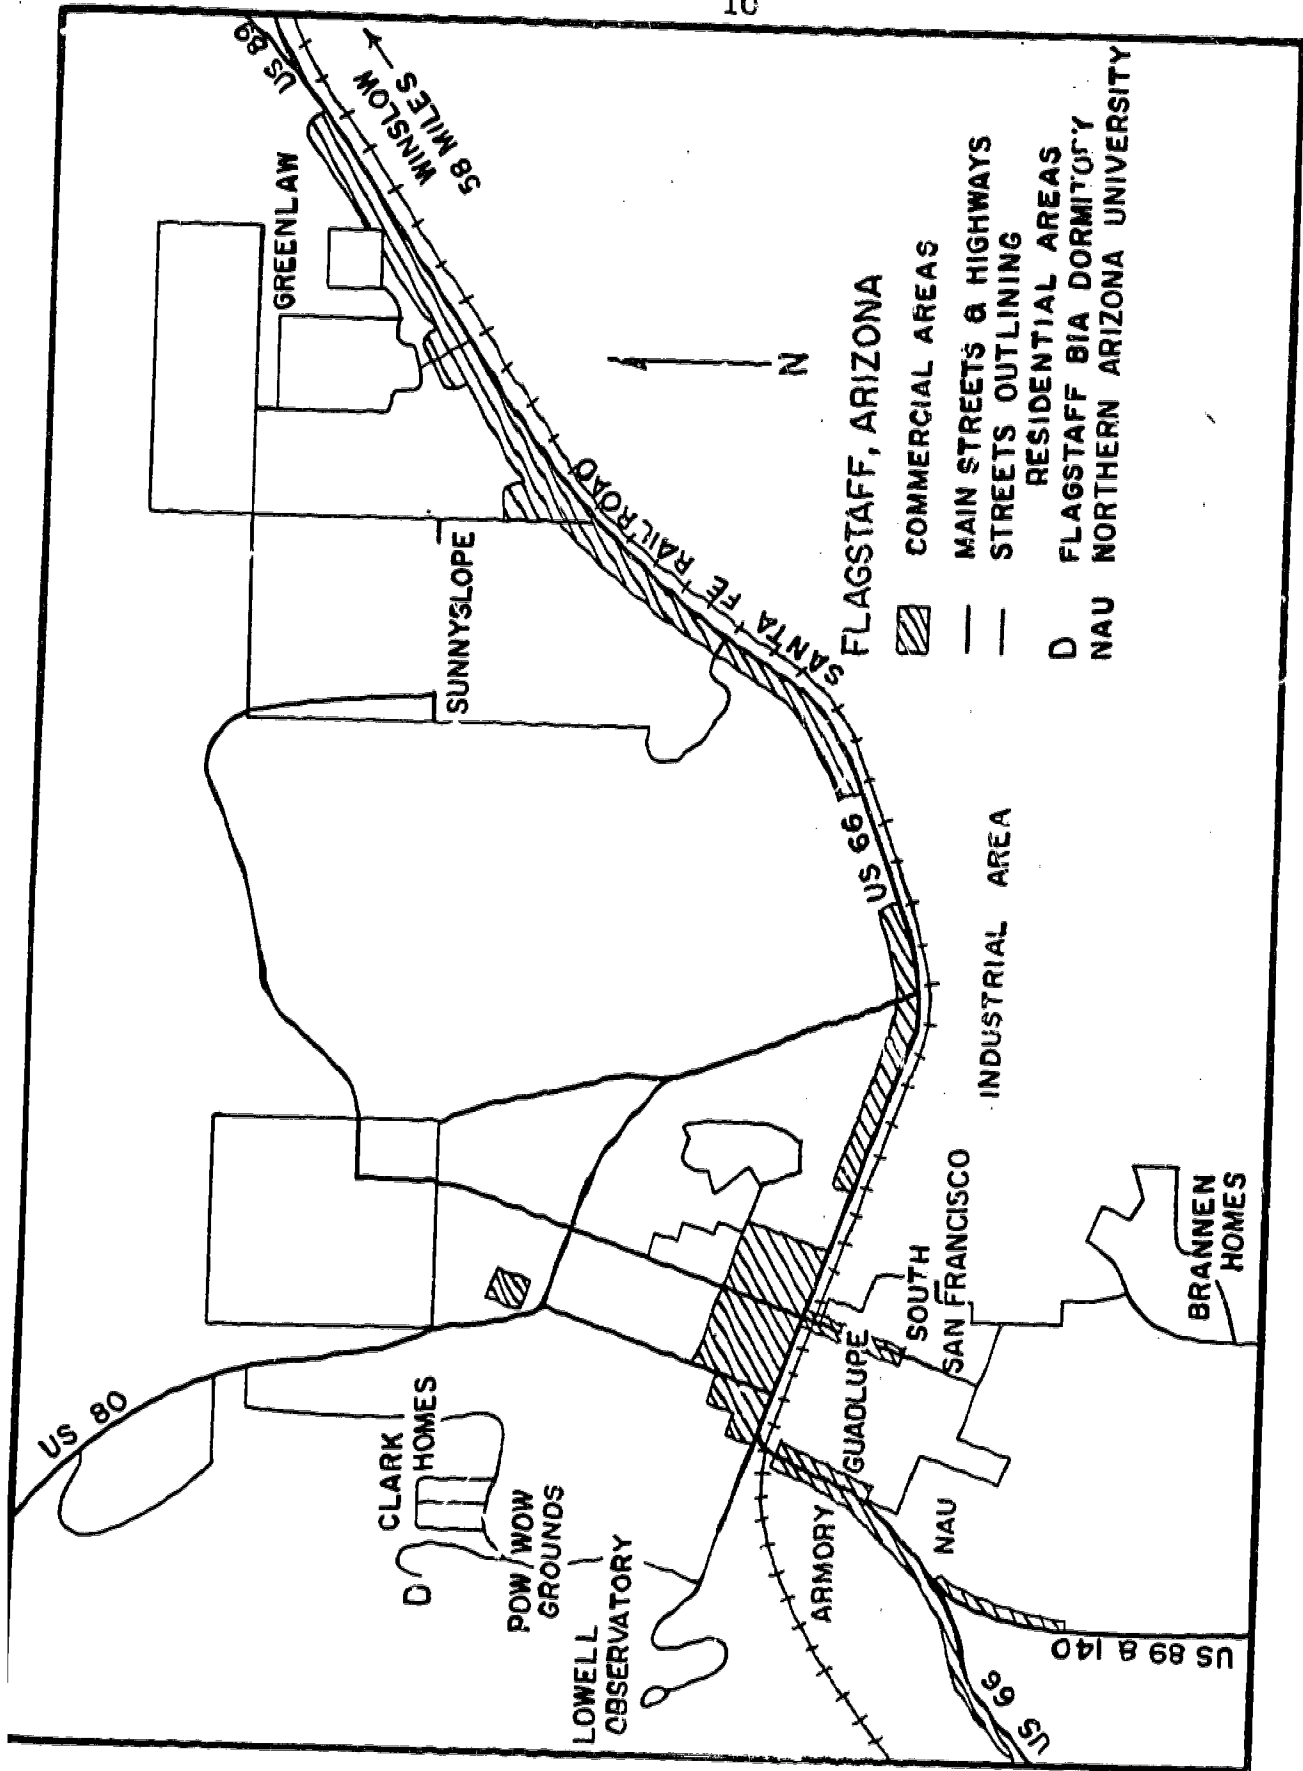 10
US 89
WINSLOW
58 MILES
GREENLAW
SUNNYSLOPE
SANTA FE RAILROAD
US 66
N
FLAGSTAFF, ARIZONA
COMMERCIAL AREAS
MAIN STREETS & HIGHWAYS
STREETS OUTLINING
RESIDENTIAL AREAS
D FLAGSTAFF BIA DORMITORY
NAU NORTHERN ARIZONA UNIVERSITY
INDUSTRIAL AREA
US 80
CLARK
HOMES
D
POW WOW
GROUNDS
LOWELL
OBSERVATORY
ARMORY
GUADLUPE
SOUTH
SAN FRANCISCO
NAU
BRANNEN
HOMES
US 89 & 140
US 66